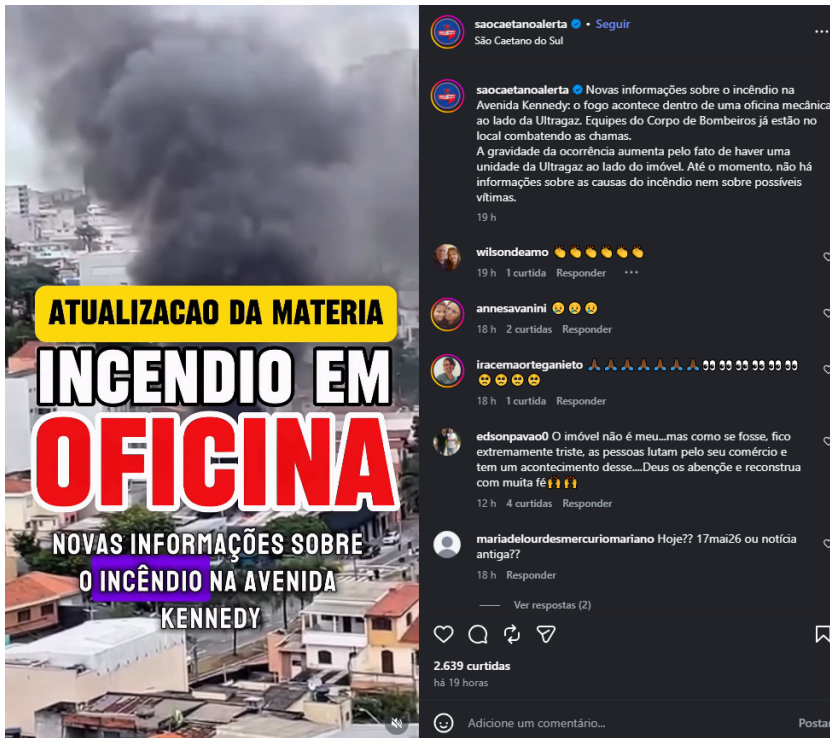 ATUALIZACAO DA MATERIA
INCENDIO EM
OFICINA
NOVAS INFORMAÇÕES SOBRE
O INCÊNDIO NA AVENIDA
KENNEDY
saocaetanoalerta • Seguir
São Caetano do Sul
saocaetanoalerta Novas informações sobre o incêndio na
Avenida Kennedy: o fogo acontece dentro de uma oficina mecânica
ao lado da Ultragaz. Equipes do Corpo de Bombeiros já estão no
local combatendo as chamas.
A gravidade da ocorrência aumenta pelo fato de haver uma
unidade da Ultragaz ao lado do imóvel. Até o momento, não há
informações sobre as causas do incêndio nem sobre possíveis
vítimas.
19 h
wilsondeamo 👏👏👏👏👏👏
19 h 1 curtida Responder ...
annesavanini 😢😢😢
18 h 2 curtidas Responder
iracemaorteganieto 🙏🏾🙏🏾🙏🏾🙏🏾🙏🏾🙏🏾🙏🏾👀👀👀👀👀👀
😢😢😢😢
18 h 1 curtida Responder
edsonpavao0 O imóvel não é meu...mas como se fosse, fico
extremamente triste, as pessoas lutam pelo seu comércio e
tem um acontecimento desse....Deus os abençõe e reconstrua
com muita fé🙌🙌
12 h 4 curtidas Responder
mariadelourdesmercuriomariano Hoje?? 17mai26 ou notícia
antiga??
18 h Responder
Ver respostas (2)
2.639 curtidas
há 19 horas
Adicione um comentário... Postar